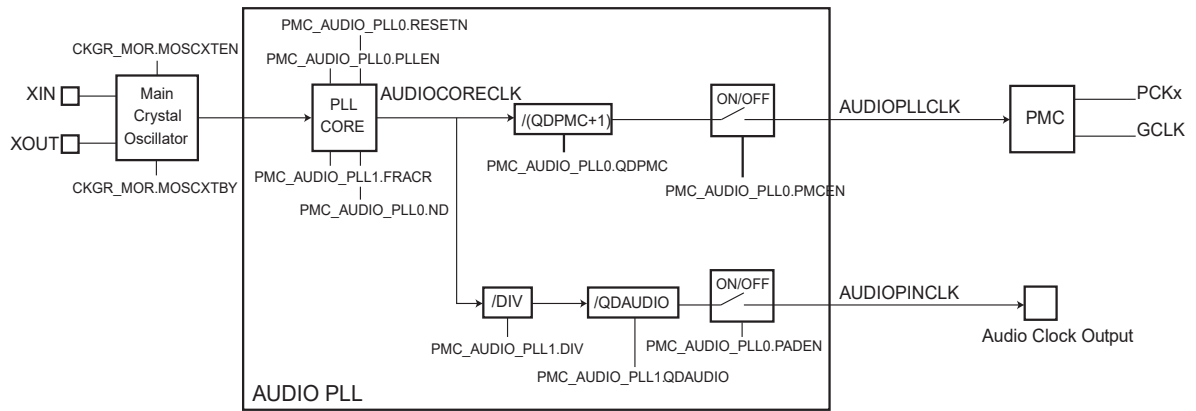 PMC_AUDIO_PLL0.RESETN
CKGR_MOR.MOSCXTEN
PMC_AUDIO_PLL0.PLLEN
XIN
XOUT
Main
Crystal
Oscillator
PLL
CORE
AUDIOCORECLK
/(QDPMC+1)
ON/OFF
AUDIOPLLCLK
PMC
PCKx
GCLK
PMC_AUDIO_PLL0.QDPMC
PMC_AUDIO_PLL0.PMCEN
CKGR_MOR.MOSCXTBY
PMC_AUDIO_PLL1.FRACR
PMC_AUDIO_PLL0.ND
/DIV
/QDAUDIO
ON/OFF
AUDIOPINCLK
Audio Clock Output
PMC_AUDIO_PLL1.DIV
PMC_AUDIO_PLL0.PADEN
PMC_AUDIO_PLL1.QDAUDIO
AUDIO PLL